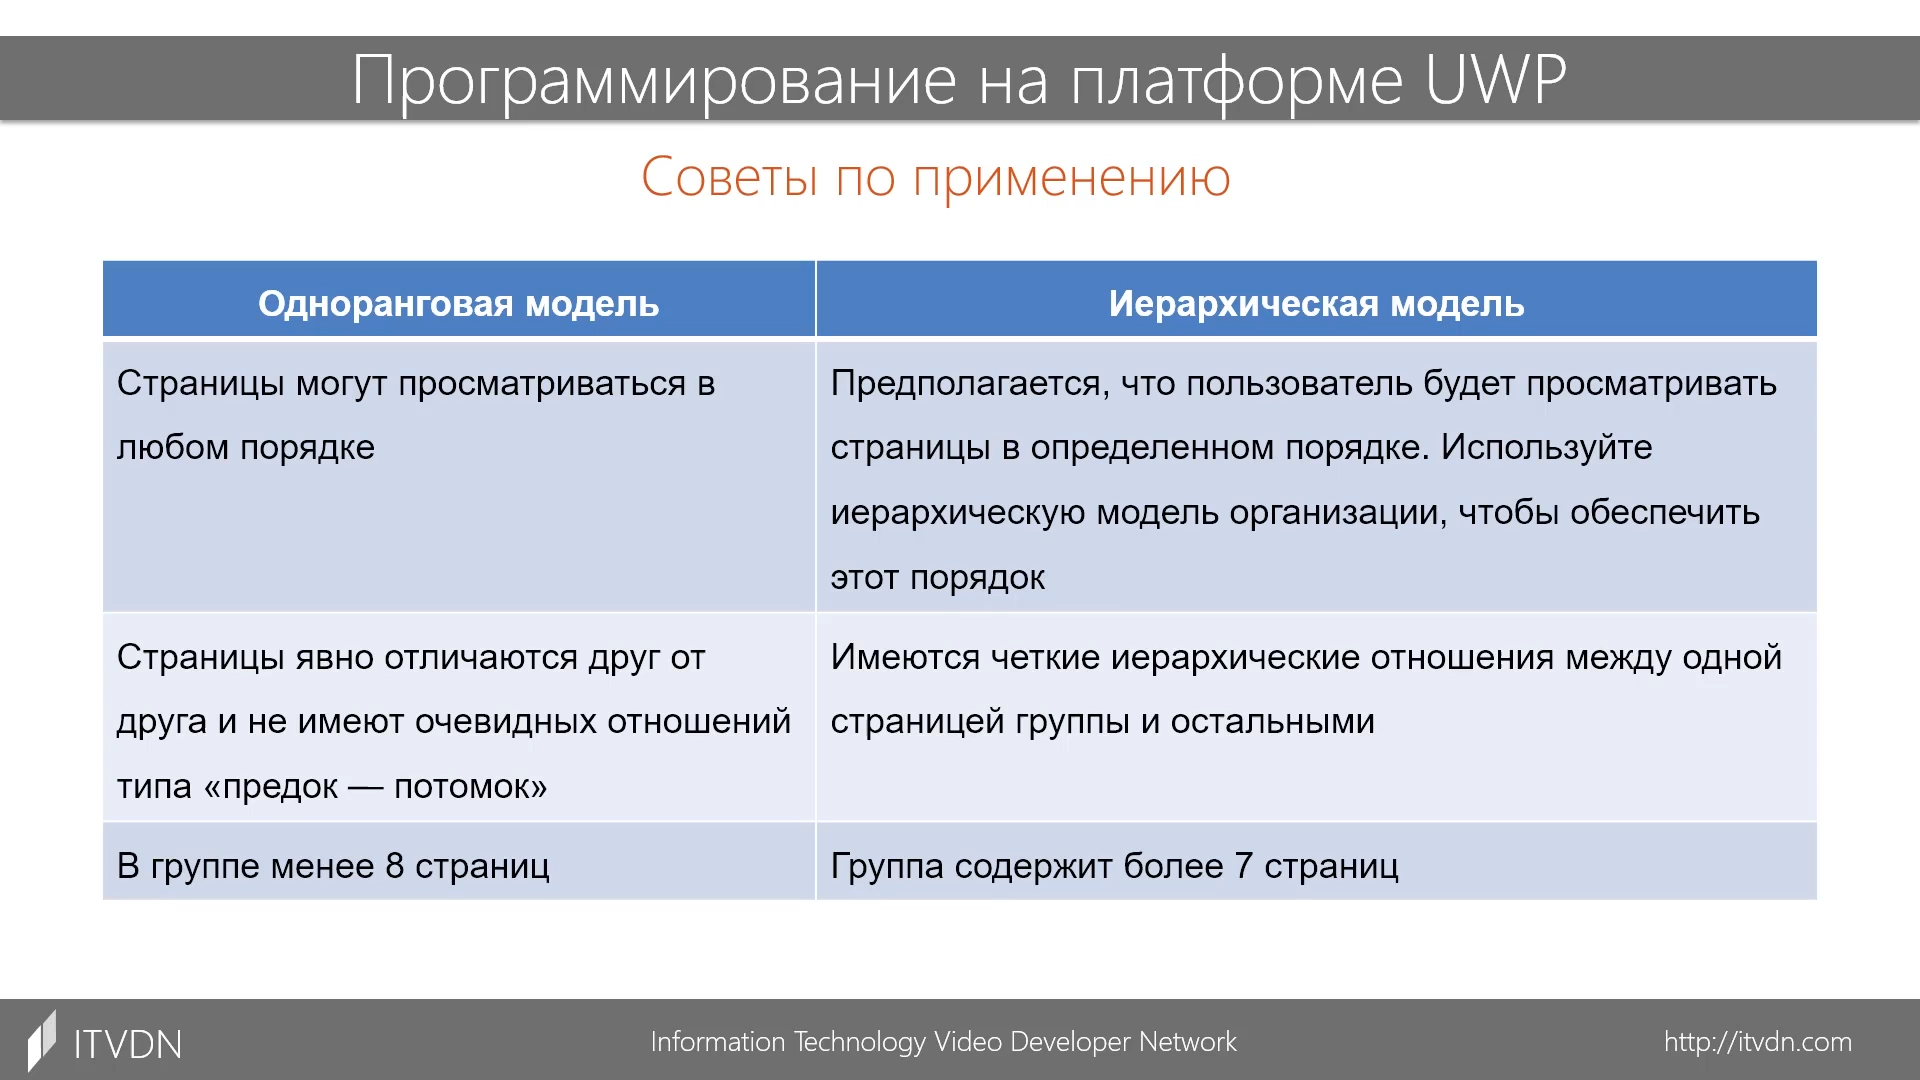 Программирование на платформе UWP
Советы по применению
Одноранговая модель
Иерархическая модель
Страницы могут просматриваться в
любом порядке
Предполагается, что пользователь будет просматривать
страницы в определенном порядке. Используйте
иерархическую модель организации, чтобы обеспечить
этот порядок
Страницы явно отличаются друг от
друга и не имеют очевидных отношений
типа «предок — потомок»
Имеются четкие иерархические отношения между одной
страницей группы и остальными
В группе менее 8 страниц
Группа содержит более 7 страниц
ITVDN
Information Technology Video Developer Network
http://itvdn.com